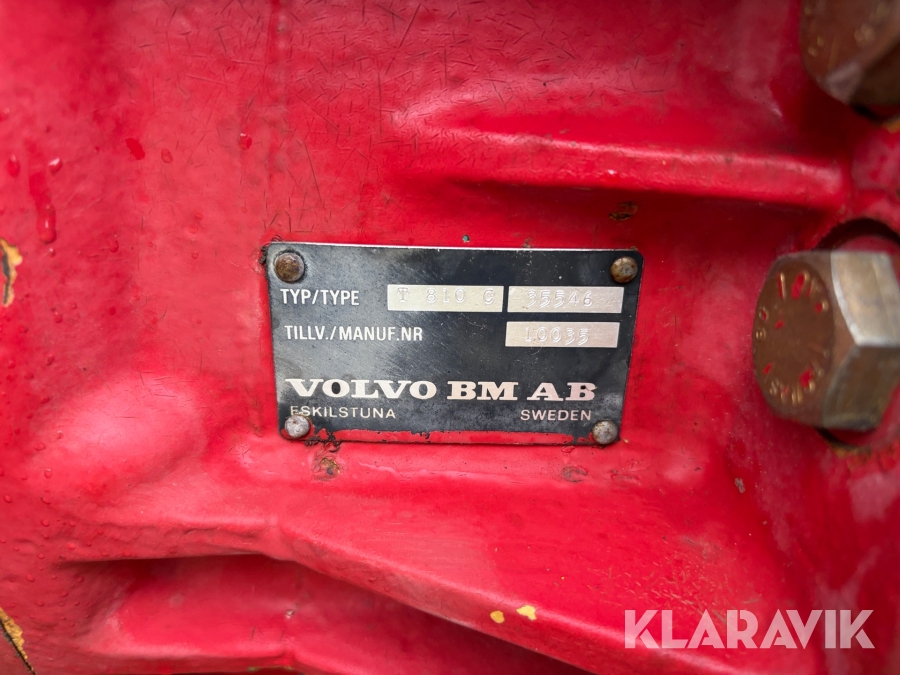 TYP/TYPE T 810 C 35546
TILLV./MANUF.NR 10035
VOLVO BM AB
ESKILSTUNA SWEDEN
KLARAVIK